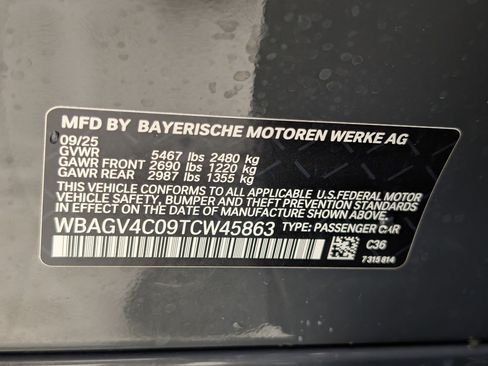 MFD BY BAYERISCHE MOTOREN WERKE AG
09/25
GVWR 5467 lbs 2480 kg
GAWR FRONT 2690 lbs 1220 kg
GAWR REAR 2987 lbs 1355 kg
THIS VEHICLE CONFORMS TO ALL APPLICABLE U.S.FEDERAL MOTOR
VEHICLE SAFETY, BUMPER AND THEFT PREVENTION STANDARDS IN
EFFECT ON THE DATE OF MANUFACTURE SHOWN ABOVE.
WBAGV4C09TCW45863 TYPE: PASSENGER CAR
C36
7315814